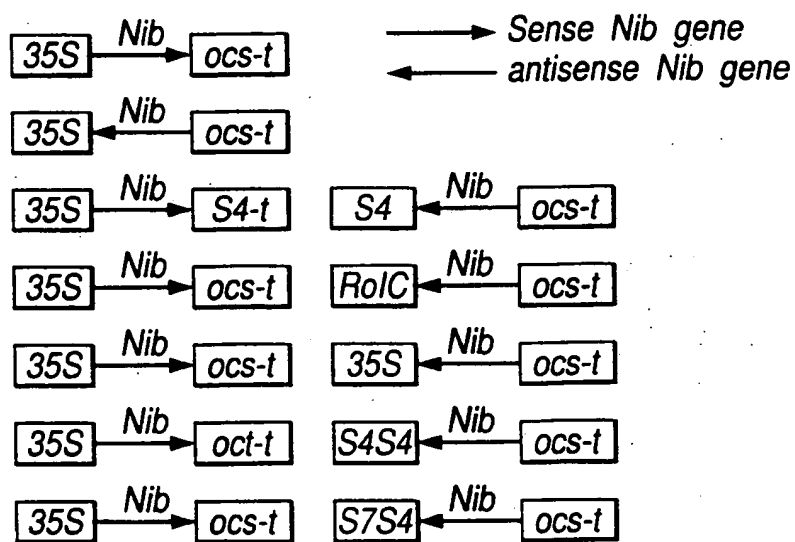 Nib
35S ocs-t
Sense Nib gene
antisense Nib gene
Nib
35S ocs-t
Nib Nib
35S S4-t S4 ocs-t
Nib Nib
35S ocs-t RolC ocs-t
Nib Nib
35S ocs-t 35S ocs-t
Nib Nib
35S oct-t S4S4 ocs-t
Nib Nib
35S ocs-t S7S4 ocs-t